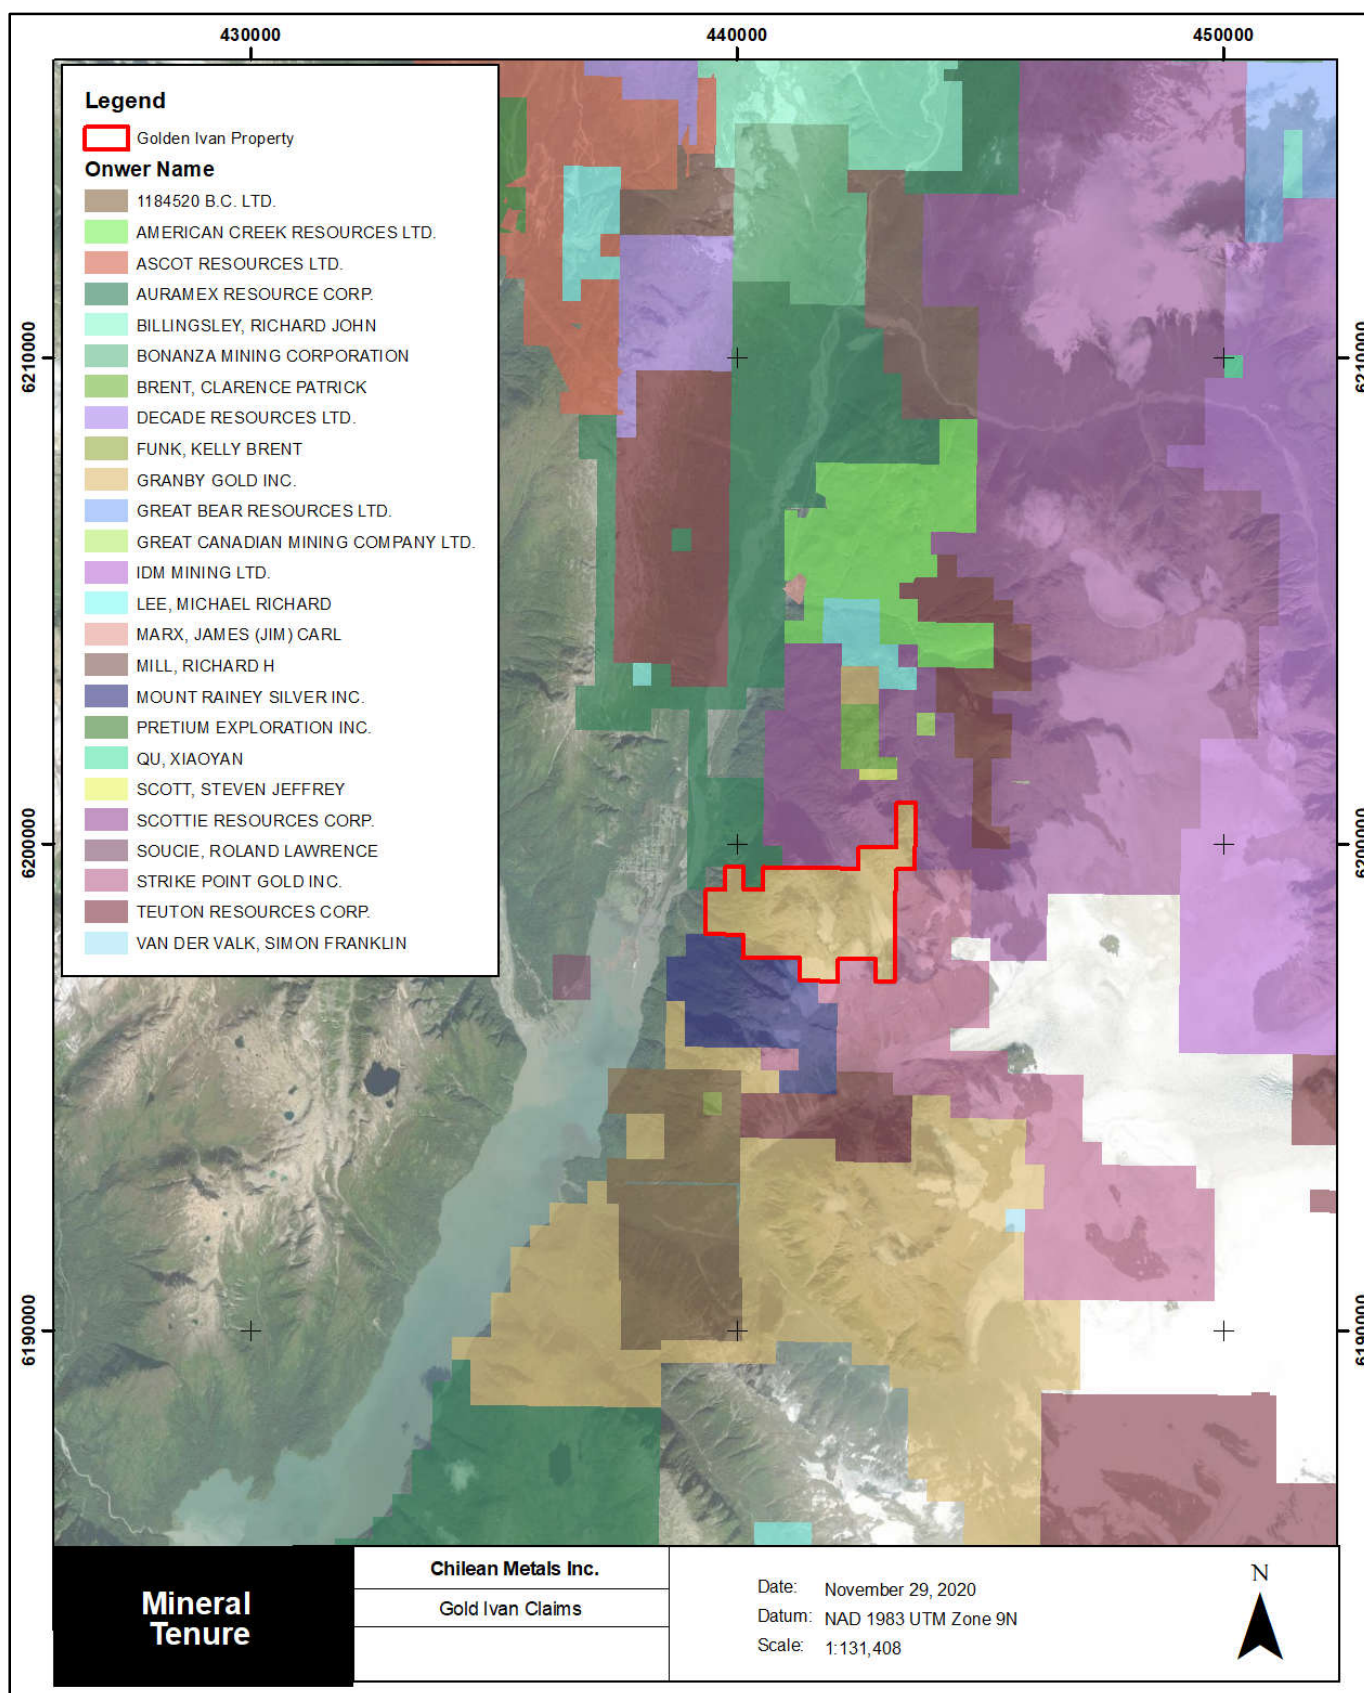 430000 440000 450000
Legend
Golden Ivan Property
Onwer Name
1184520 B.C. LTD.
AMERICAN CREEK RESOURCES LTD.
ASCOT RESOURCES LTD.
AURAMEX RESOURCE CORP.
BILLINGSLEY, RICHARD JOHN
BONANZA MINING CORPORATION
BRENT, CLARENCE PATRICK
DECADE RESOURCES LTD.
FUNK, KELLY BRENT
GRANBY GOLD INC.
GREAT BEAR RESOURCES LTD.
GREAT CANADIAN MINING COMPANY LTD.
IDM MINING LTD.
LEE, MICHAEL RICHARD
MARX, JAMES (JIM) CARL
MILL, RICHARD H
MOUNT RAINEY SILVER INC.
PRETIUM EXPLORATION INC.
QU, XIAOYAN
SCOTT, STEVEN JEFFREY
SCOTTIE RESOURCES CORP.
SOUCIE, ROLAND LAWRENCE
STRIKE POINT GOLD INC.
TEUTON RESOURCES CORP.
VAN DER VALK, SIMON FRANKLIN
6210000 6210000
6200000 6200000
6190000 6190000
Mineral
Tenure
Chilean Metals Inc.
Gold Ivan Claims
Date: November 29, 2020
Datum: NAD 1983 UTM Zone 9N
Scale: 1:131,408
N